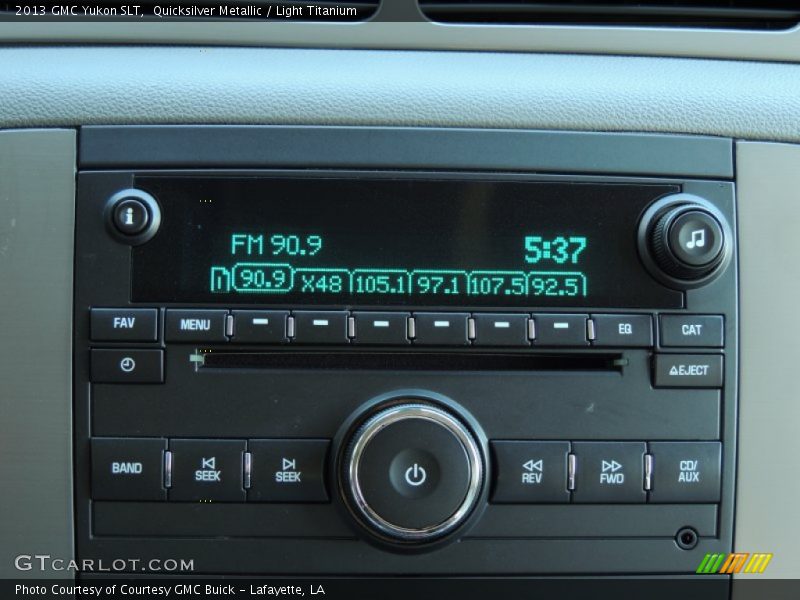 2013 GMC Yukon SLT, Quicksilver Metallic / Light Titanium
i
FM 90.9 5:37
90.9 X48 105.1 97.1 107.5 92.5
FAV MENU EQ CAT
EJECT
BAND SEEK SEEK REV FWD CD/AUX
GTCARLOT.COM
Photo Courtesy of Courtesy GMC Buick - Lafayette, LA